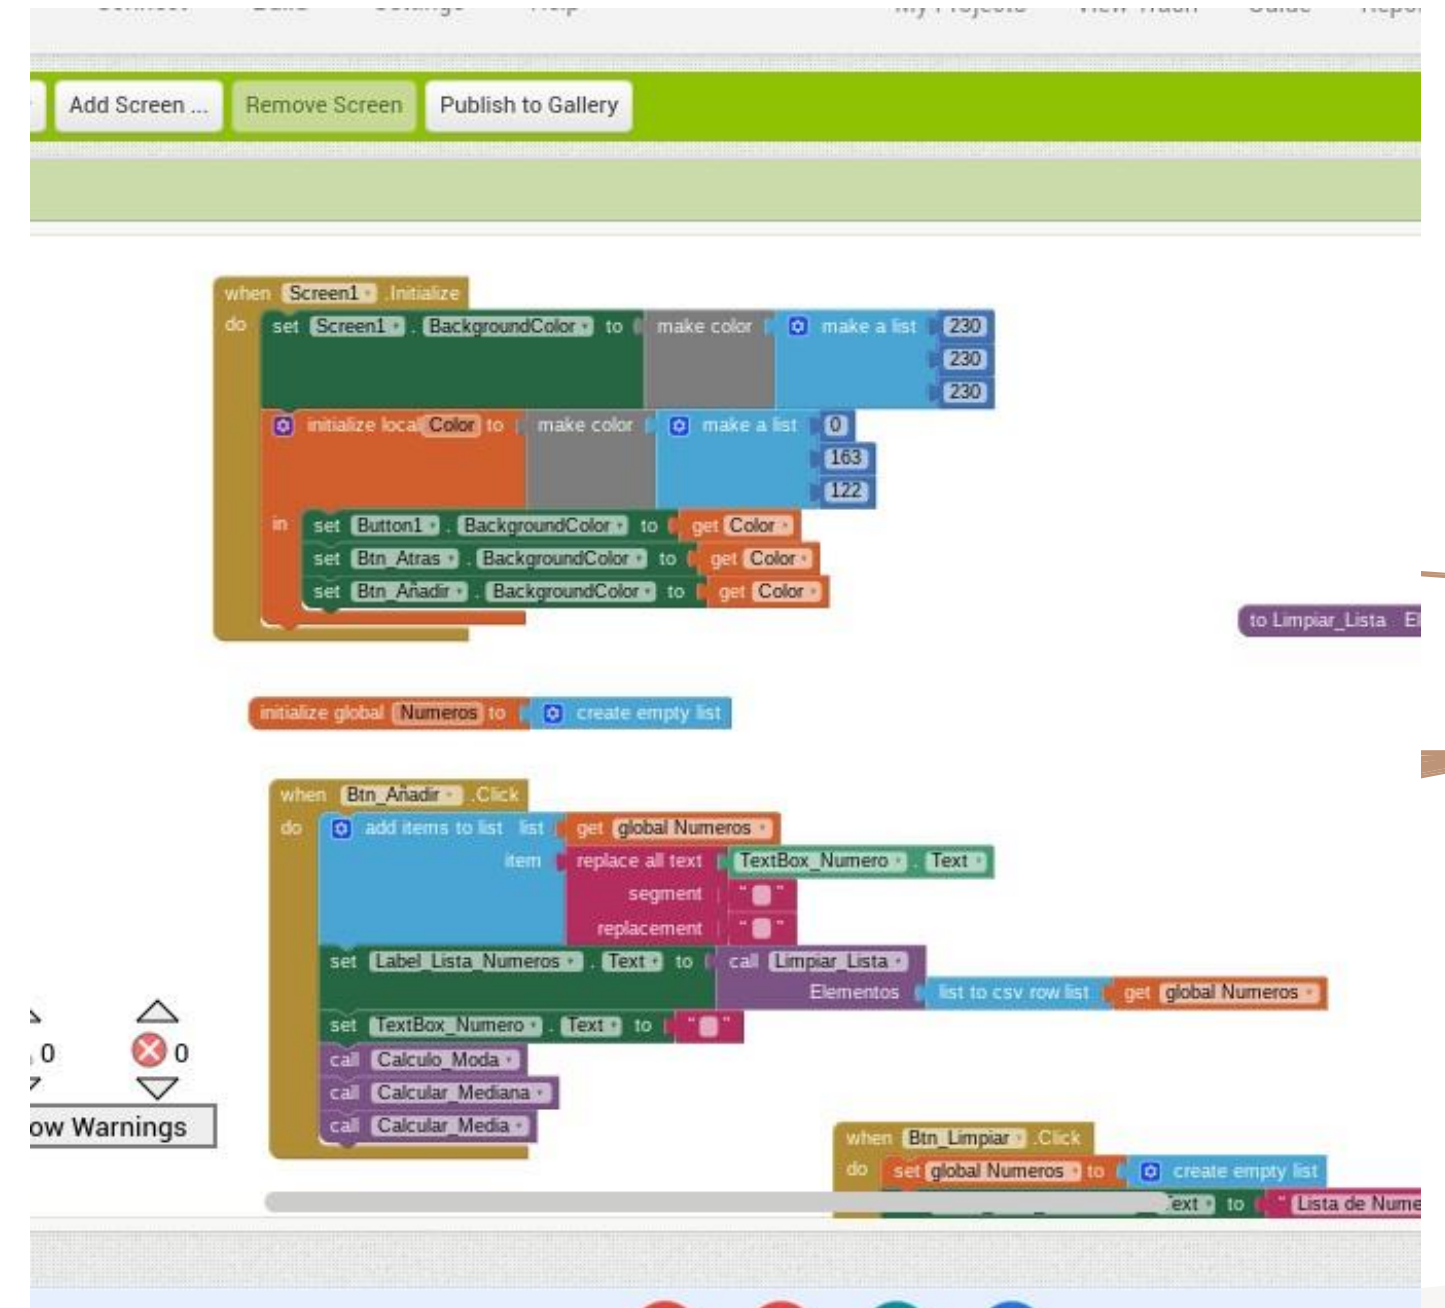 Add Screen ... Remove Screen Publish to Gallery
when Screen1 .Initialize
do set Screen1 . BackgroundColor to make color make a list 230
230
230
initialize local Color to make color make a list 0
163
122
in set Button1 . BackgroundColor to get Color
set Btn_Atras . BackgroundColor to get Color
set Btn_Añadir . BackgroundColor to get Color
to Limpiar_Lista El
initialize global Numeros to create empty list
when Btn_Añadir .Click
do add items to list list get global Numeros
item replace all text TextBox_Numero . Text
segment " "
replacement " "
set Label_Lista_Numeros . Text to call Limpiar_Lista
Elementos list to csv row list get global Numeros
set TextBox_Numero . Text to " "
0 0
call Calculo_Moda
call Calcular_Mediana
call Calcular_Media
ow Warnings
when Btn_Limpiar .Click
do set global Numeros to create empty list
Text to " Lista de Nume